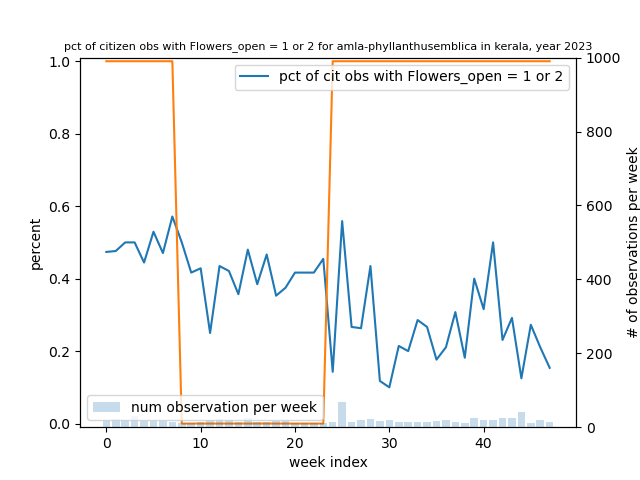 pct of citizen obs with Flowers_open = 1 or 2 for amla-phyllanthusemblica in kerala, year 2023
pct of cit obs with Flowers_open = 1 or 2
1.0
0.8
0.6
0.4
0.2
0.0
percent
1000
800
600
400
200
0
# of observations per week
num observation per week
0 10 20 30 40
week index